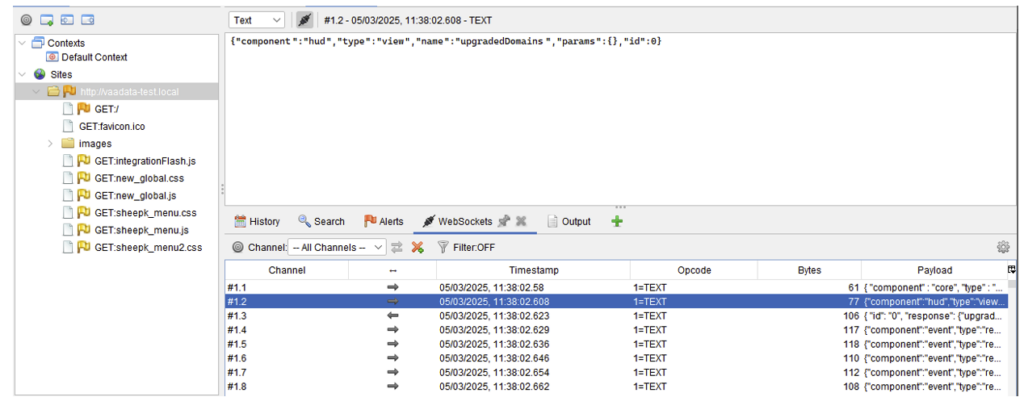 Text #1.2 - 05/03/2025, 11:38:02.608 - TEXT
Contexts
Default Context
Sites
http://vaadata-test.local
GET:/
GET:favicon.ico
images
GET:integrationFlash.js
GET:new_global.css
GET:new_global.js
GET:sheepk_menu.css
GET:sheepk_menu.js
GET:sheepk_menu2.css
{"component":"hud","type":"view","name":"upgradedDomains ","params":{},"id":0}
History Search Alerts WebSockets Output
Channel: -- All Channels -- Filter:OFF
Channel -- Timestamp Opcode Bytes Payload
#1.1 05/03/2025, 11:38:02.58 1=TEXT 61 { "component" : "core", "type" : "...
#1.2 05/03/2025, 11:38:02.608 1=TEXT 77 {"component":"hud","type":"view...
#1.3 05/03/2025, 11:38:02.623 1=TEXT 106 { "id": "0", "response": {"upgrad...
#1.4 05/03/2025, 11:38:02.629 1=TEXT 117 {"component":"event","type":"re...
#1.5 05/03/2025, 11:38:02.636 1=TEXT 118 {"component":"event","type":"re...
#1.6 05/03/2025, 11:38:02.646 1=TEXT 110 {"component":"event","type":"re...
#1.7 05/03/2025, 11:38:02.654 1=TEXT 112 {"component":"event","type":"re...
#1.8 05/03/2025, 11:38:02.662 1=TEXT 108 {"component":"event","type":"re...